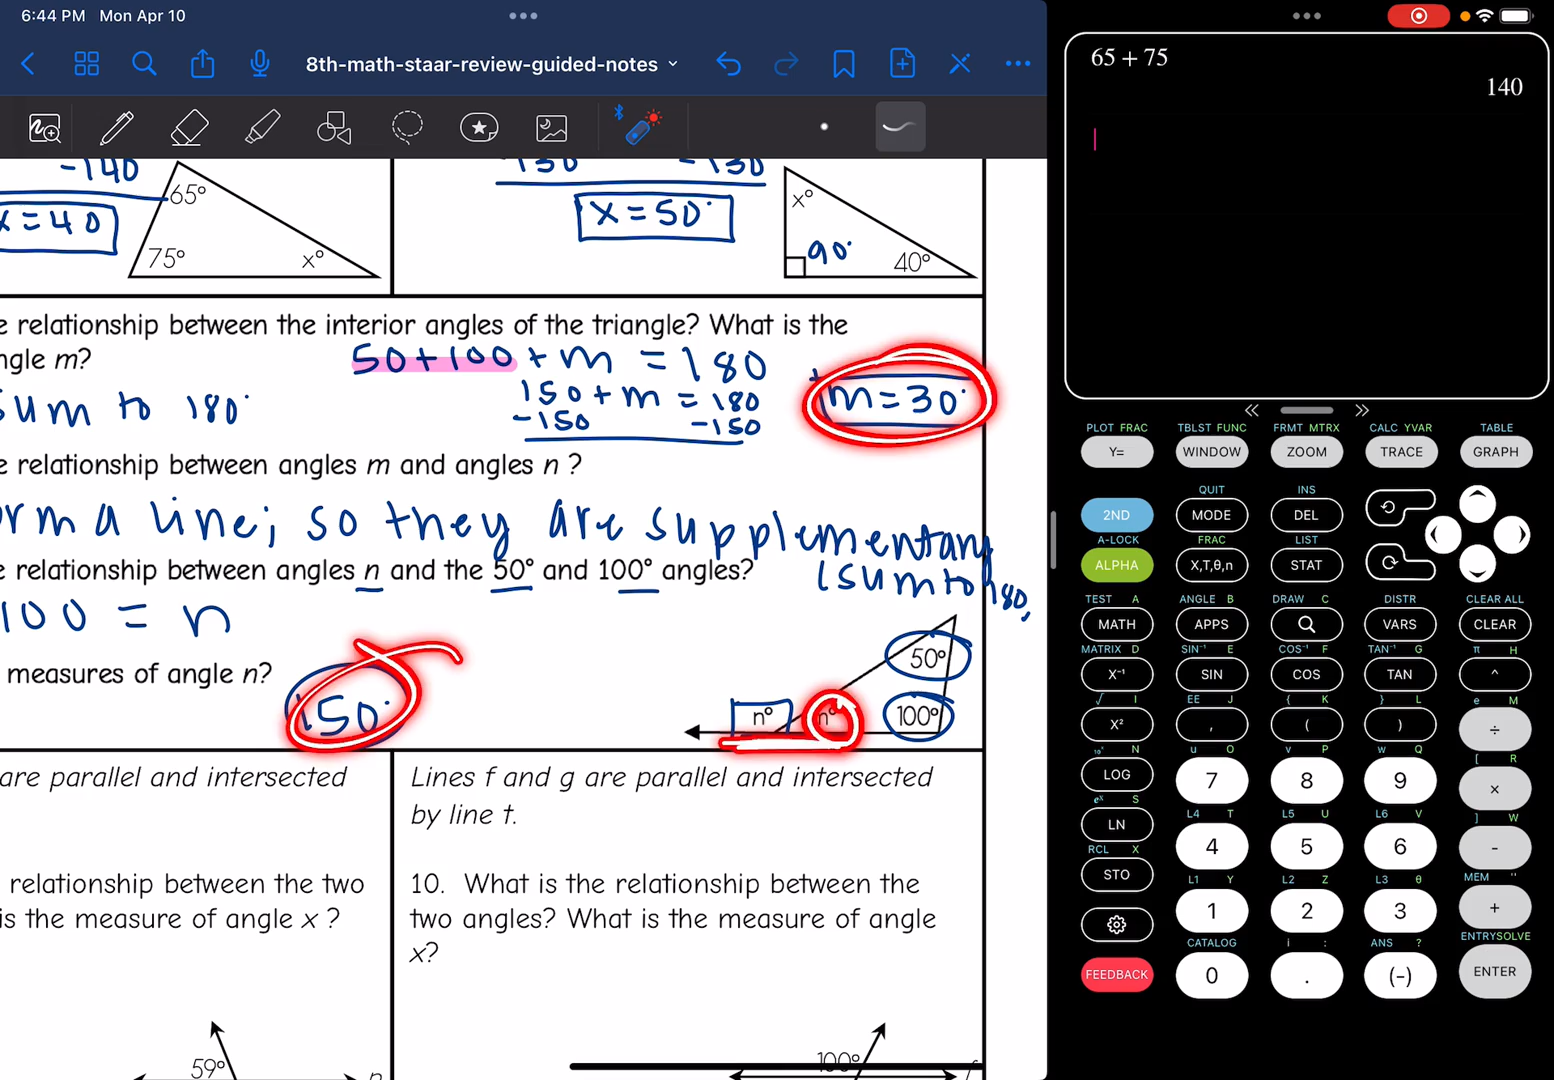 6:44 PM Mon Apr 10
8th-math-staar-review-guided-notes
-140
x = 40
65°
75°
x°
-130 -130
x = 50°
x°
90°
40°
e relationship between the interior angles of the triangle? What is the
ngle m?
50 + 100 + m = 180
150 + m = 180
-150 -150
m = 30°
sum to 180°
e relationship between angles m and angles n ?
orm a line; so they are supplementary
(sum to 180
e relationship between angles n and the 50° and 100° angles?
100 = n
measures of angle n?
150°
50°
n°
100°
are parallel and intersected
relationship between the two
is the measure of angle x ?
59°
Lines f and g are parallel and intersected
by line t.
10. What is the relationship between the
two angles? What is the measure of angle
x?
100°
65 + 75
140
PLOT FRAC TBLST FUNC FRMT MTRX CALC YVAR TABLE
Y= WINDOW ZOOM TRACE GRAPH
QUIT INS
2ND MODE DEL
A-LOCK FRAC LIST
ALPHA X,T,θ,n STAT
TEST A ANGLE B DRAW C DISTR CLEAR ALL
MATH APPS VARS CLEAR
MATRIX D SIN⁻¹ E COS⁻¹ F TAN⁻¹ G π H
X⁻¹ SIN COS TAN ^
√ I EE J { K } L e M
X² , ( ) ÷
10ˣ N u O v P w Q [ R
LOG 7 8 9 ×
eˣ S L4 T L5 U L6 V ] W
LN 4 5 6 -
RCL X L1 Y L2 Z L3 θ MEM "
STO 1 2 3 +
CATALOG i : ANS ? ENTRY SOLVE
FEEDBACK 0 . (-) ENTER